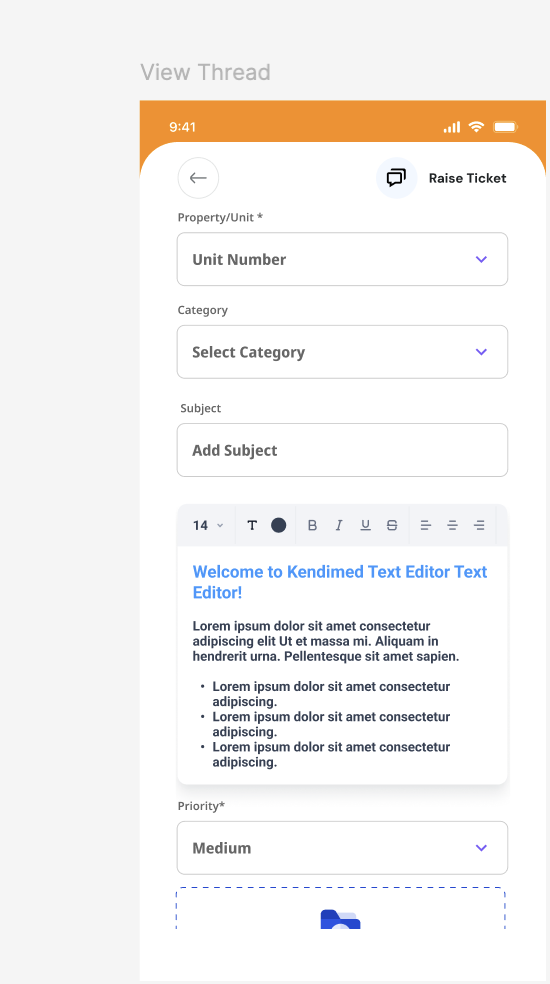 View Thread
9:41
Raise Ticket
Property/Unit *
Unit Number
Category
Select Category
Subject
Add Subject
14 T B I U S
Welcome to Kendimed Text Editor Text
Editor!
Lorem ipsum dolor sit amet consectetur
adipiscing elit Ut et massa mi. Aliquam in
hendrerit urna. Pellentesque sit amet sapien.
• Lorem ipsum dolor sit amet consectetur
adipiscing.
• Lorem ipsum dolor sit amet consectetur
adipiscing.
• Lorem ipsum dolor sit amet consectetur
adipiscing.
Priority*
Medium